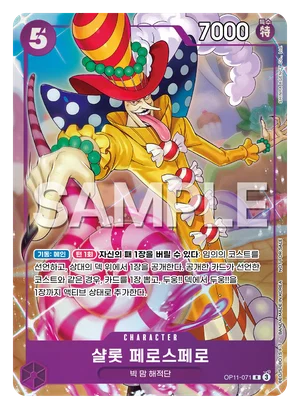 5
7000
특수
特
SAMPLE
기동: 메인 턴 1회 자신의 패 1장을 버릴 수 있다: 임의의 코스트를
선언하고, 상대의 덱 위에서 1장을 공개한다. 공개한 카드가 선언한
코스트와 같은 경우, 카드를 1장 뽑고, 두웅!! 덱에서 두웅!!을
1장까지 액티브 상태로 추가한다.
CHARACTER
샬롯 페로스페로
빅 맘 해적단
OP11-071 R
3